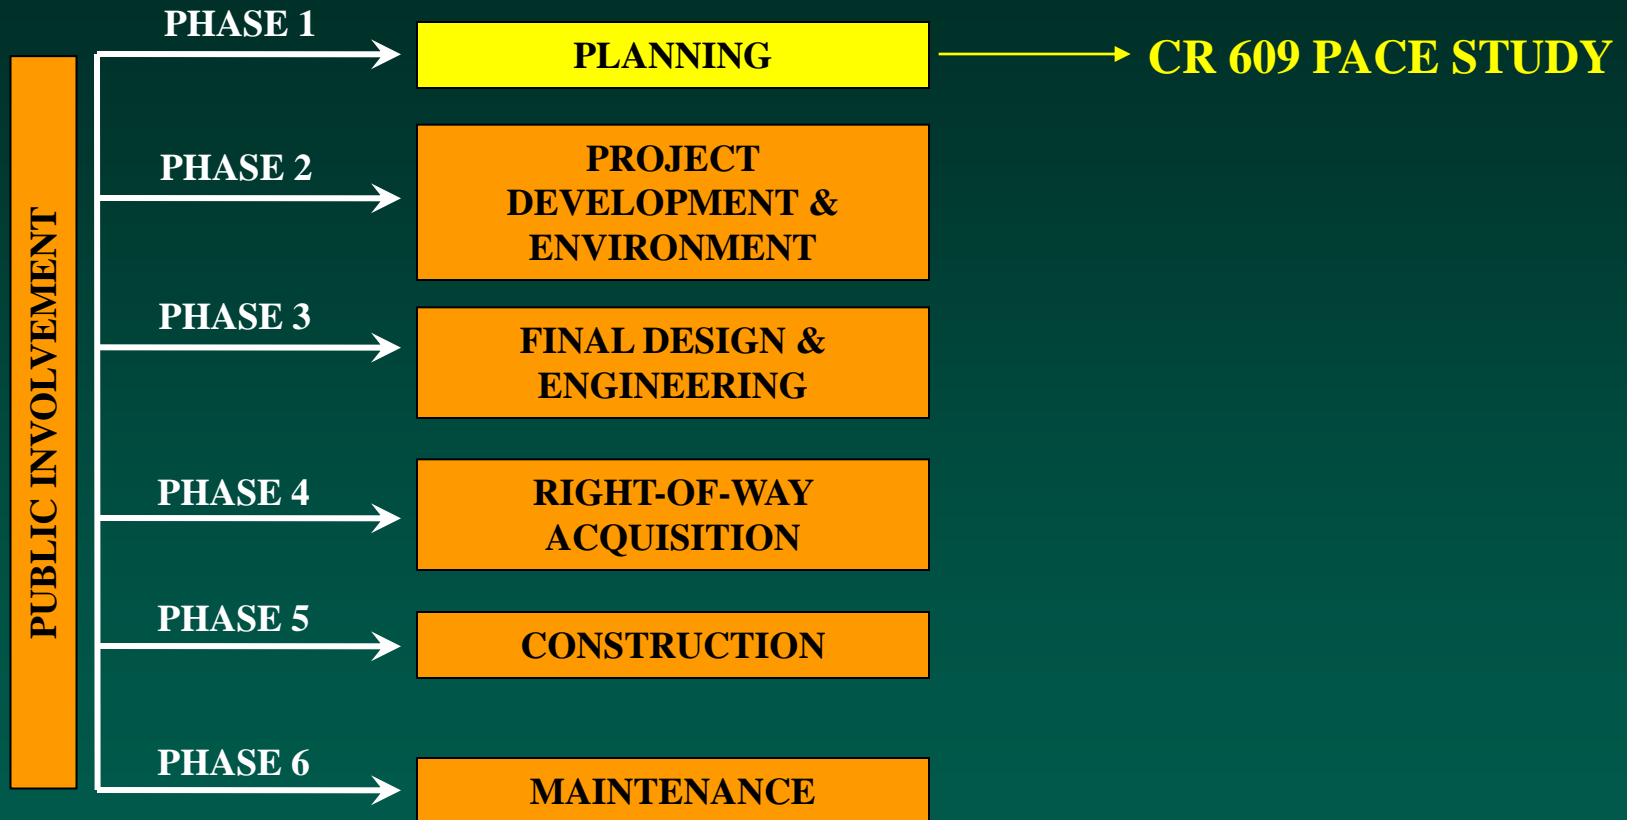 PUBLIC INVOLVEMENT
PHASE 1
PLANNING
CR 609 PACE STUDY
PHASE 2
PROJECT
DEVELOPMENT &
ENVIRONMENT
PHASE 3
FINAL DESIGN &
ENGINEERING
PHASE 4
RIGHT-OF-WAY
ACQUISITION
PHASE 5
CONSTRUCTION
PHASE 6
MAINTENANCE